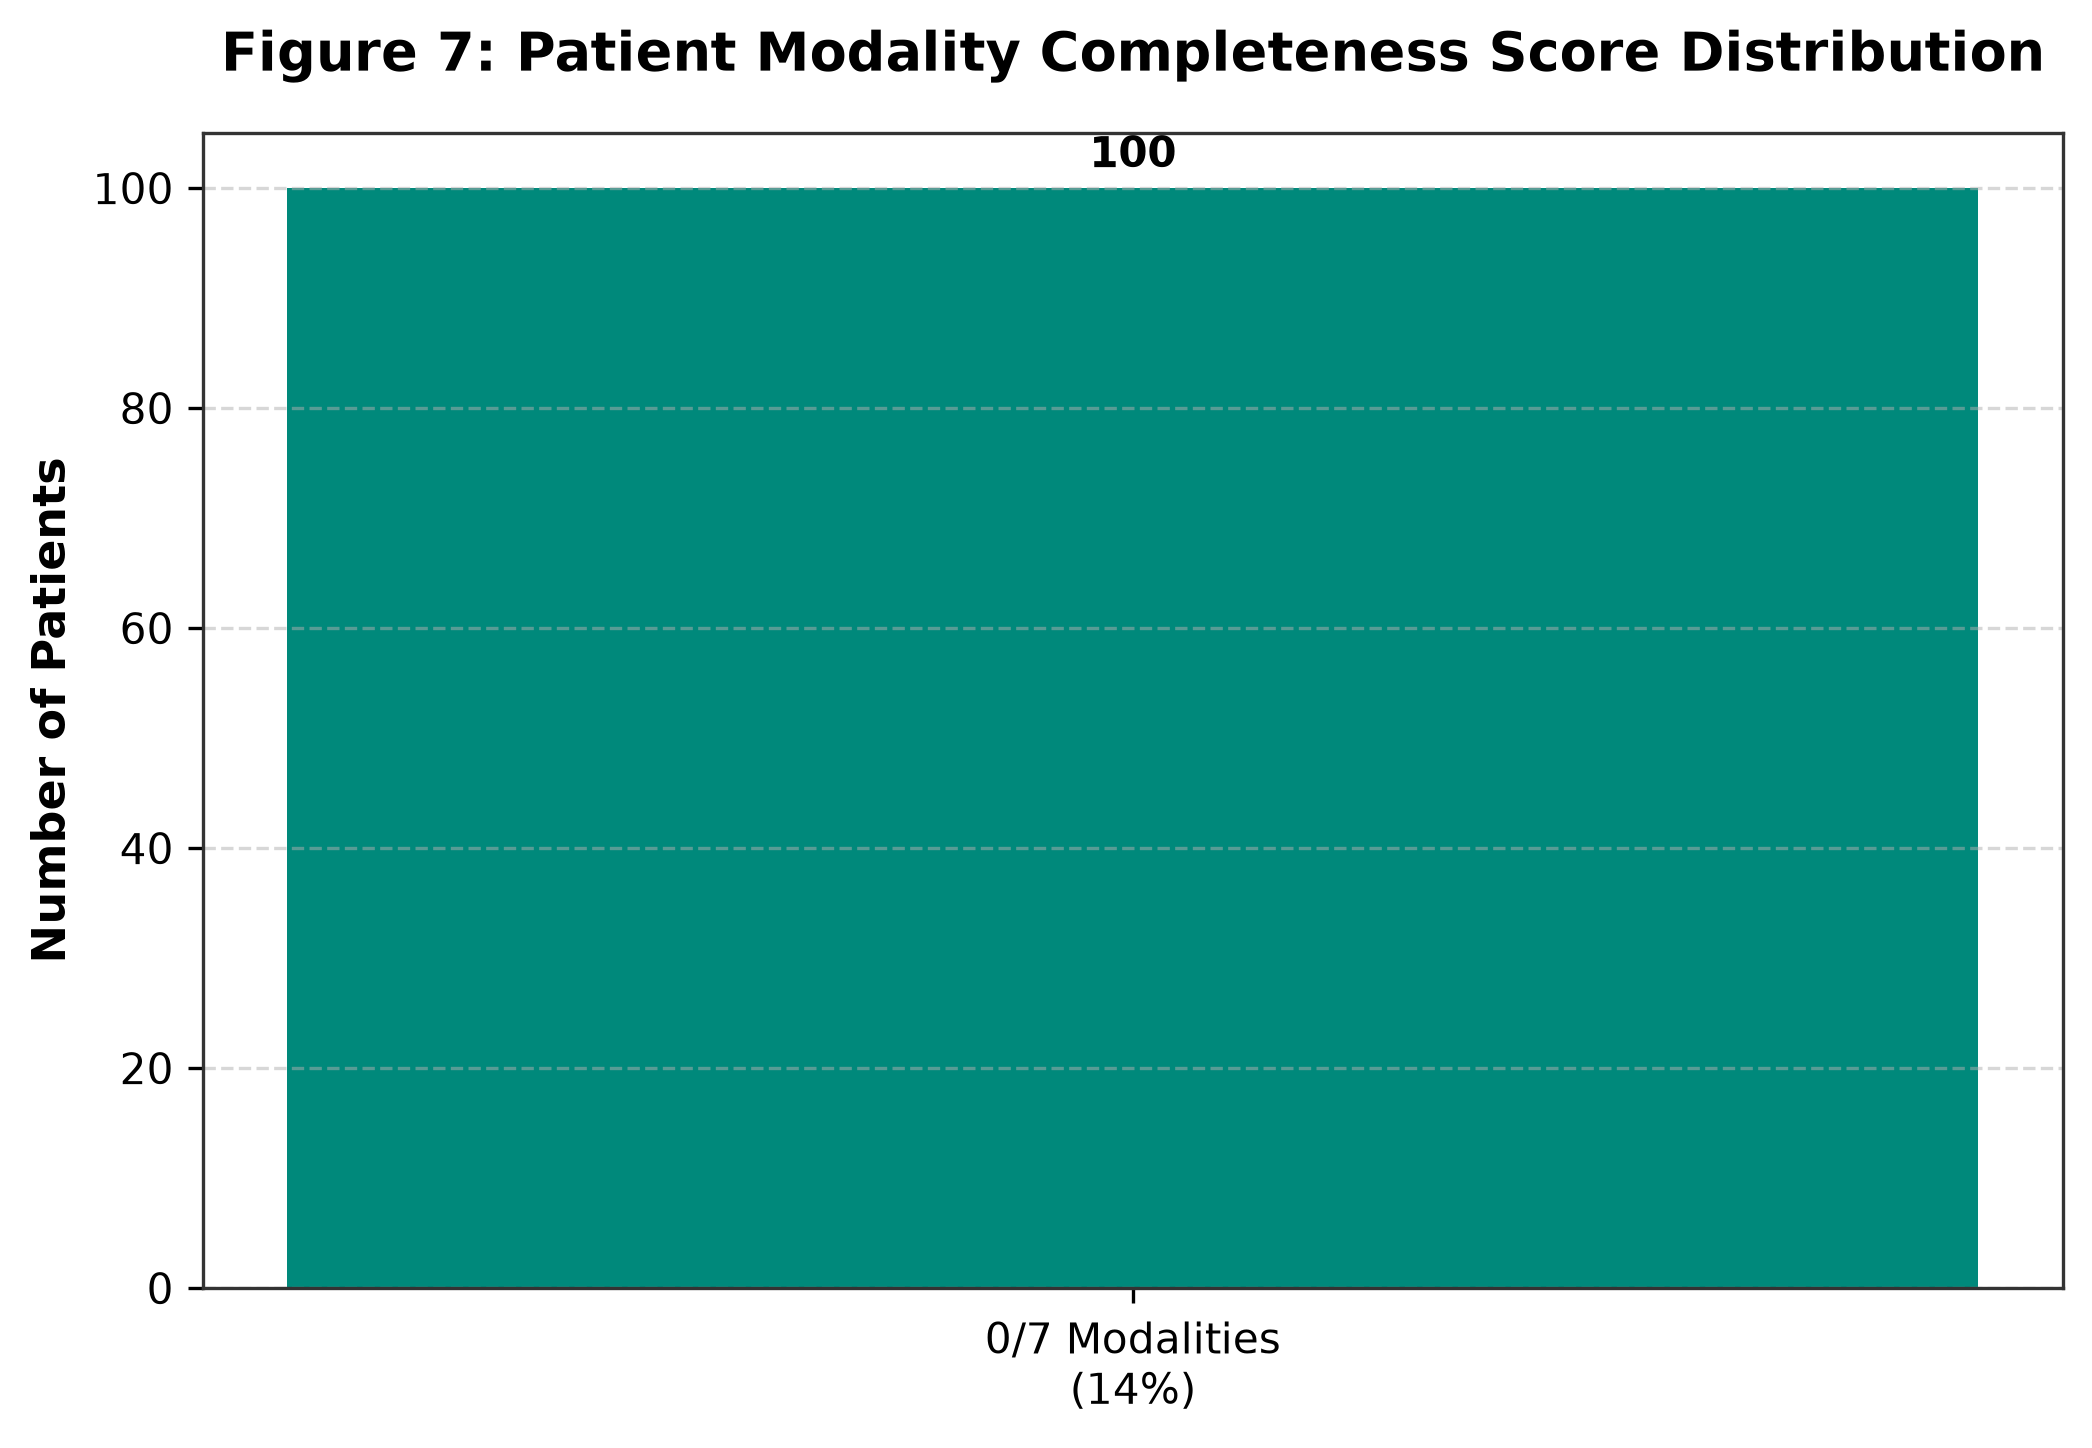 Figure 7: Patient Modality Completeness Score Distribution
100
Number of Patients
100
80
60
40
20
0
0/7 Modalities
(14%)